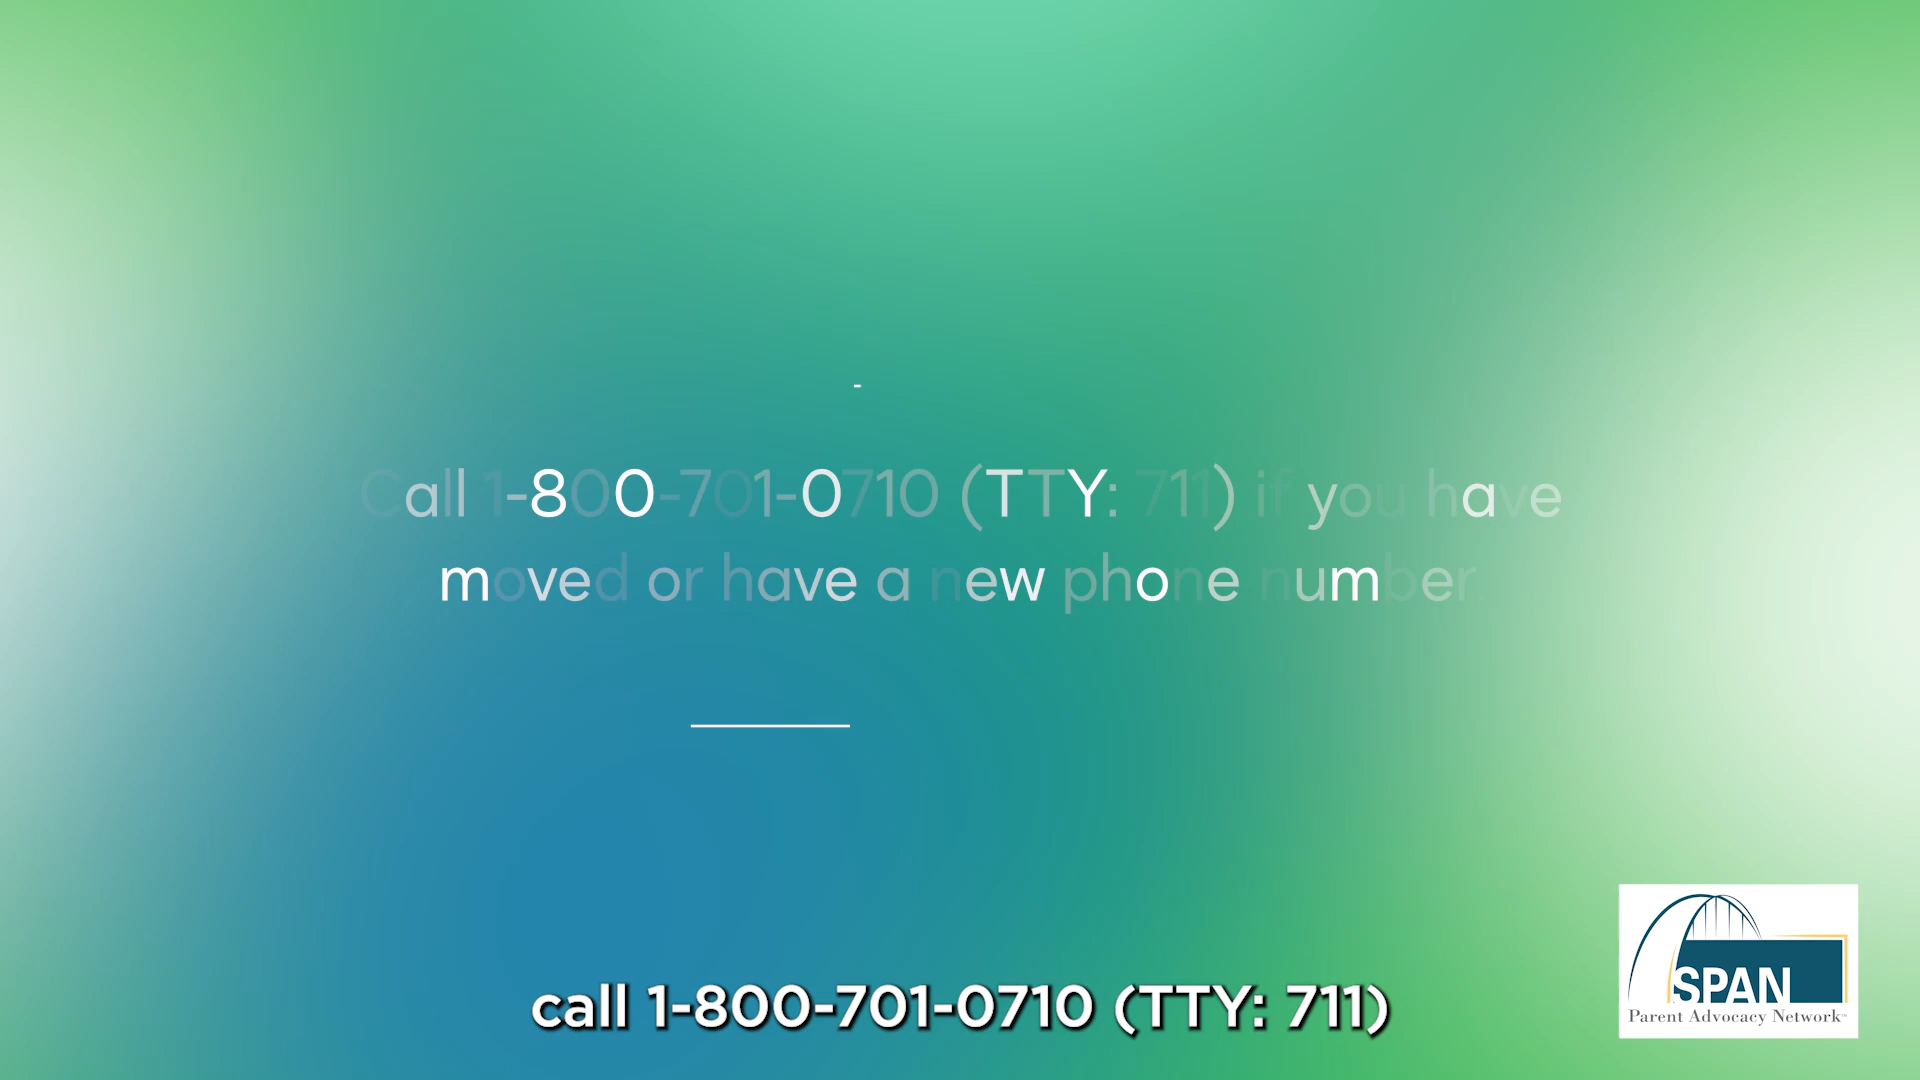 -
Call 1-800-701-0710 (TTY: 711) if you have
moved or have a new phone number
call 1-800-701-0710 (TTY: 711)
SPAN
Parent Advocacy Network™